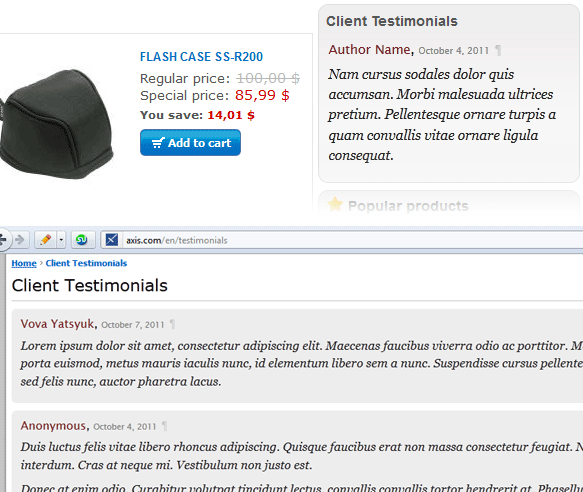 FLASH CASE SS-R200
Regular price: 100,00 $
Special price: 85,99 $
You save: 14,01 $
Add to cart
Client Testimonials
Author Name, October 4, 2011 ¶
Nam cursus sodales dolor quis
accumsan. Morbi malesuada ultrices
pretium. Pellentesque ornare turpis a
quam convallis vitae ornare ligula
consequat.
Popular products
axis.com/en/testimonials
Home › Client Testimonials
Client Testimonials
Vova Yatsyuk, October 7, 2011 ¶
Lorem ipsum dolor sit amet, consectetur adipiscing elit. Maecenas faucibus viverra odio ac porttitor. M
porta euismod, metus mauris iaculis nunc, id elementum libero sem a nunc. Suspendisse cursus pellente
sed felis nunc, auctor pharetra lacus.
Anonymous, October 4, 2011 ¶
Duis luctus felis vitae libero rhoncus adipiscing. Quisque faucibus erat non massa consectetur feugiat. N
interdum. Cras at neque mi. Vestibulum non justo est.
Donec at enim odio. Curabitur volutpat tincidunt lectus, convallis convallis tortor hendrerit at. Phasellu